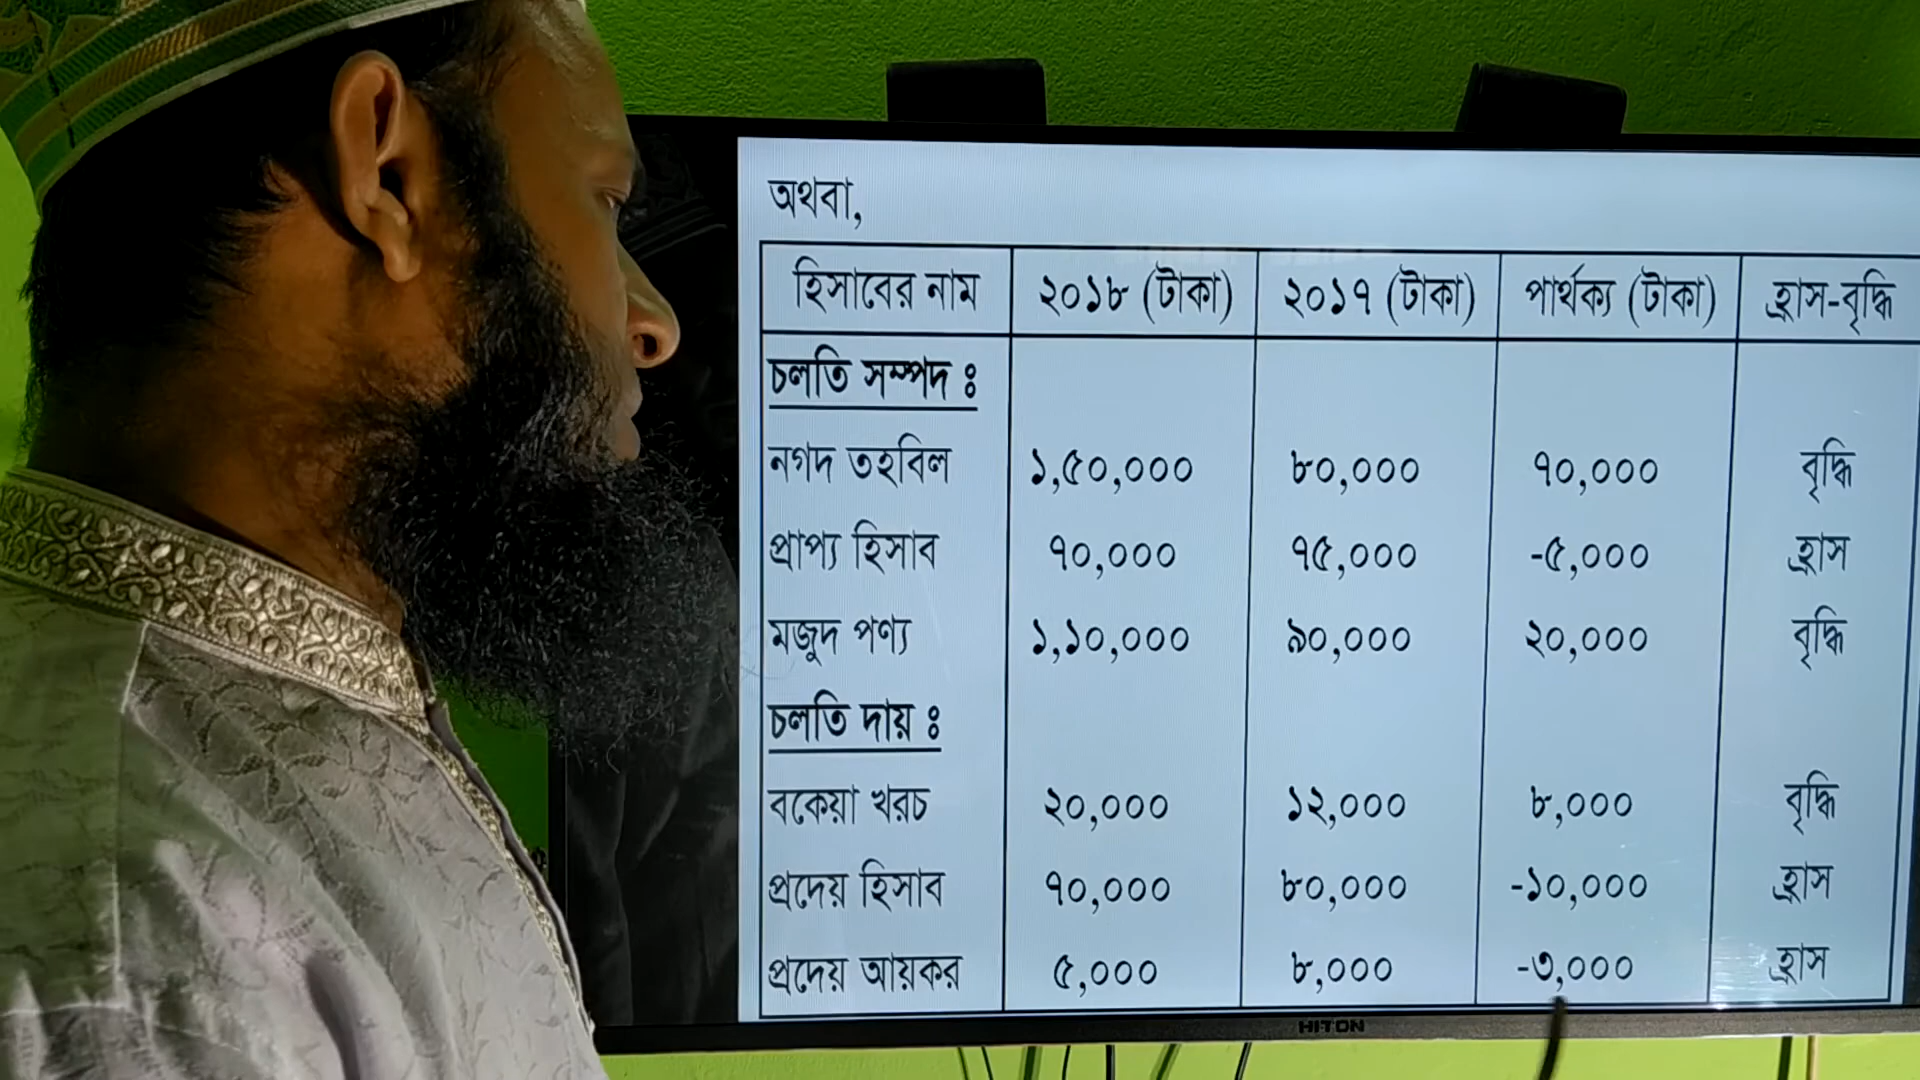 অথবা,
হিসাবের নাম ২০১৮ (টাকা) ২০১৭ (টাকা) পার্থক্য (টাকা) হ্রাস-বৃদ্ধি
চলতি সম্পদ ঃ
নগদ তহবিল ১,৫০,০০০ ৮০,০০০ ৭০,০০০ বৃদ্ধি
প্রাপ্য হিসাব ৭০,০০০ ৭৫,০০০ -৫,০০০ হ্রাস
মজুদ পণ্য ১,১০,০০০ ৯০,০০০ ২০,০০০ বৃদ্ধি
চলতি দায় ঃ
বকেয়া খরচ ২০,০০০ ১২,০০০ ৮,০০০ বৃদ্ধি
প্রদেয় হিসাব ৭০,০০০ ৮০,০০০ -১০,০০০ হ্রাস
প্রদেয় আয়কর ৫,০০০ ৮,০০০ -৩,০০০ হ্রাস
HITON